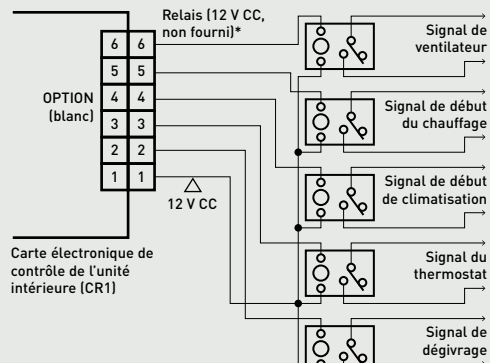 Relais (12 V CC,
non fourni)*
OPTION
(blanc)
6 6
5 5
4 4
3 3
2 2
1 1
12 V CC
Carte électronique de
contrôle de l’unité
intérieure (CR1)
Signal de
ventilateur
Signal de début
du chauffage
Signal de début
de climatisation
Signal du
thermostat
Signal de
dégivrage